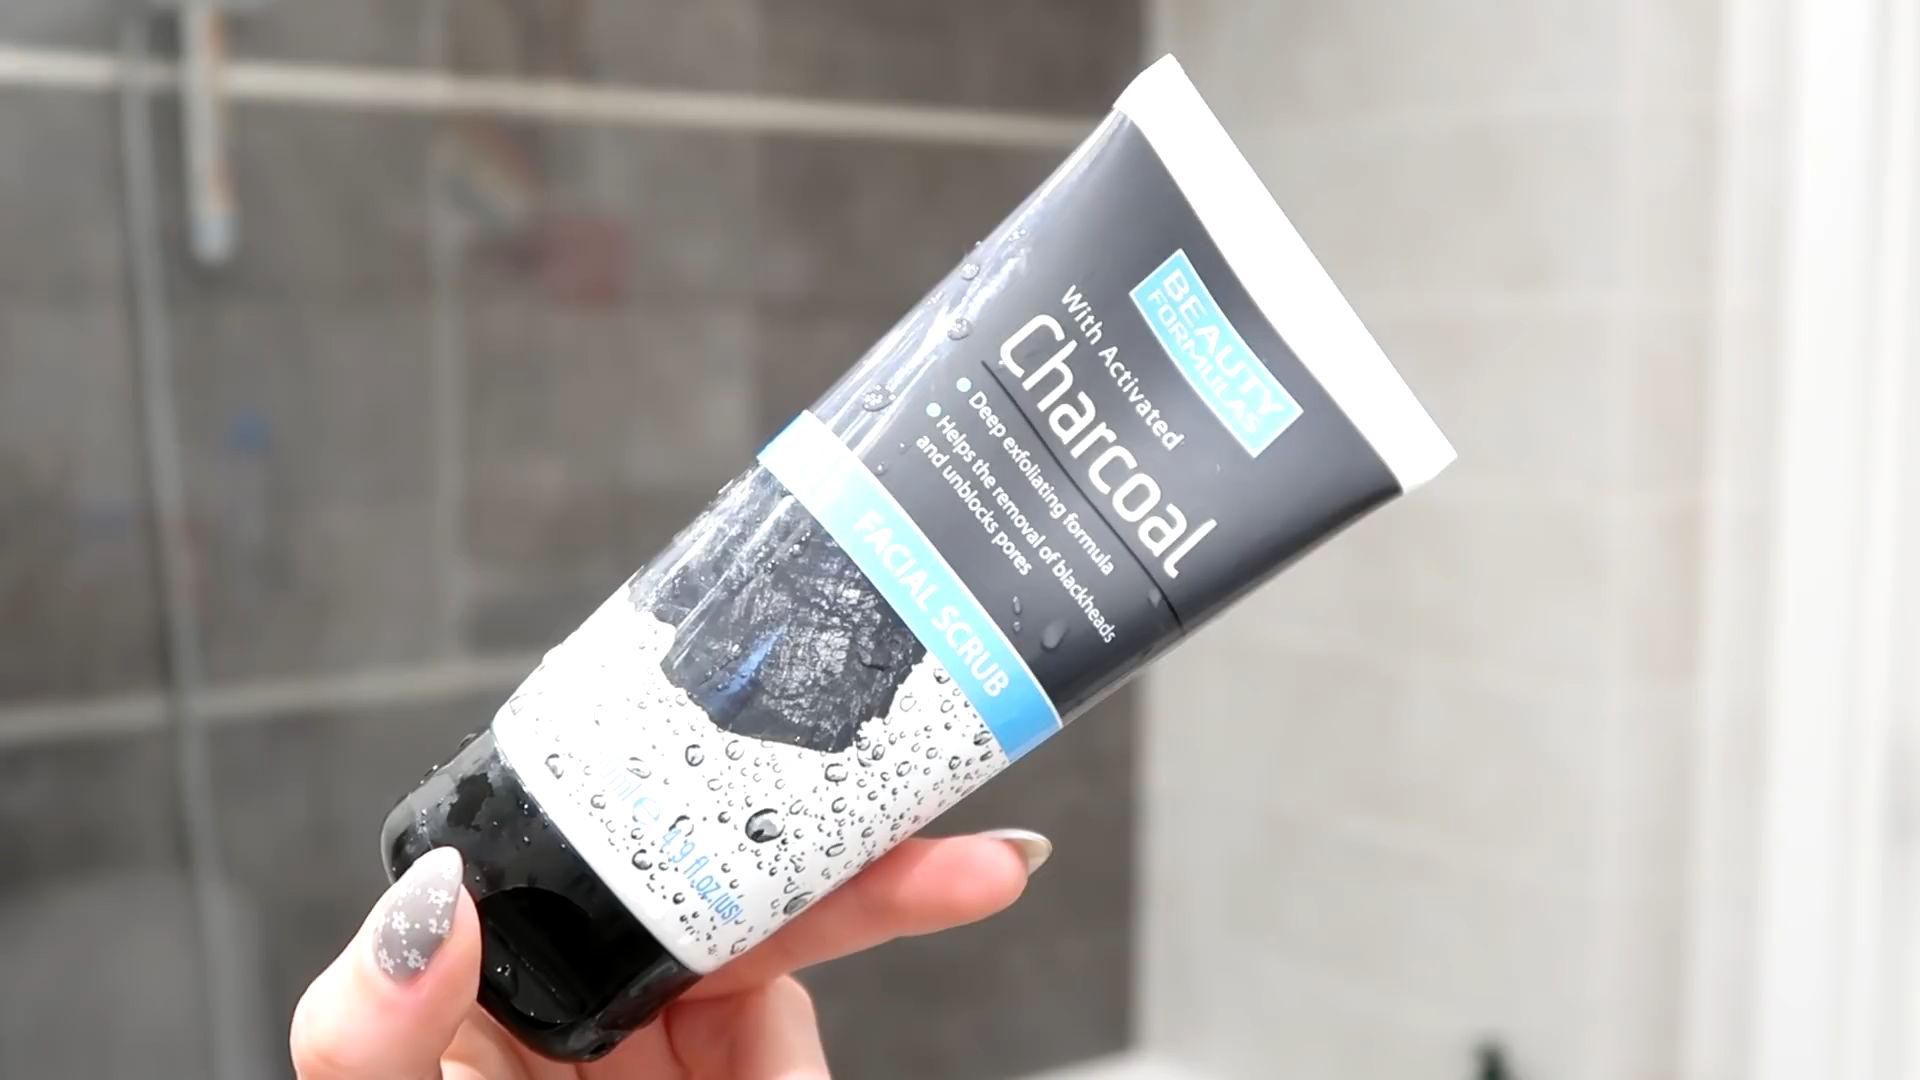 BEAUTY
FORMULAS
With Activated
Charcoal
Deep exfoliating formula
Helps the removal of blackheads
and unblocks pores
FACIAL SCRUB
ml ℮ 4.9 fl.oz.(US)